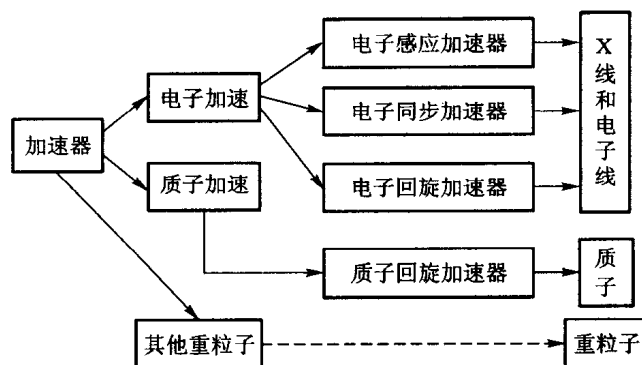 加速器
电子加速
质子加速
其他重粒子
电子感应加速器
电子同步加速器
电子回旋加速器
质子回旋加速器
X线和电子线
质子
重粒子